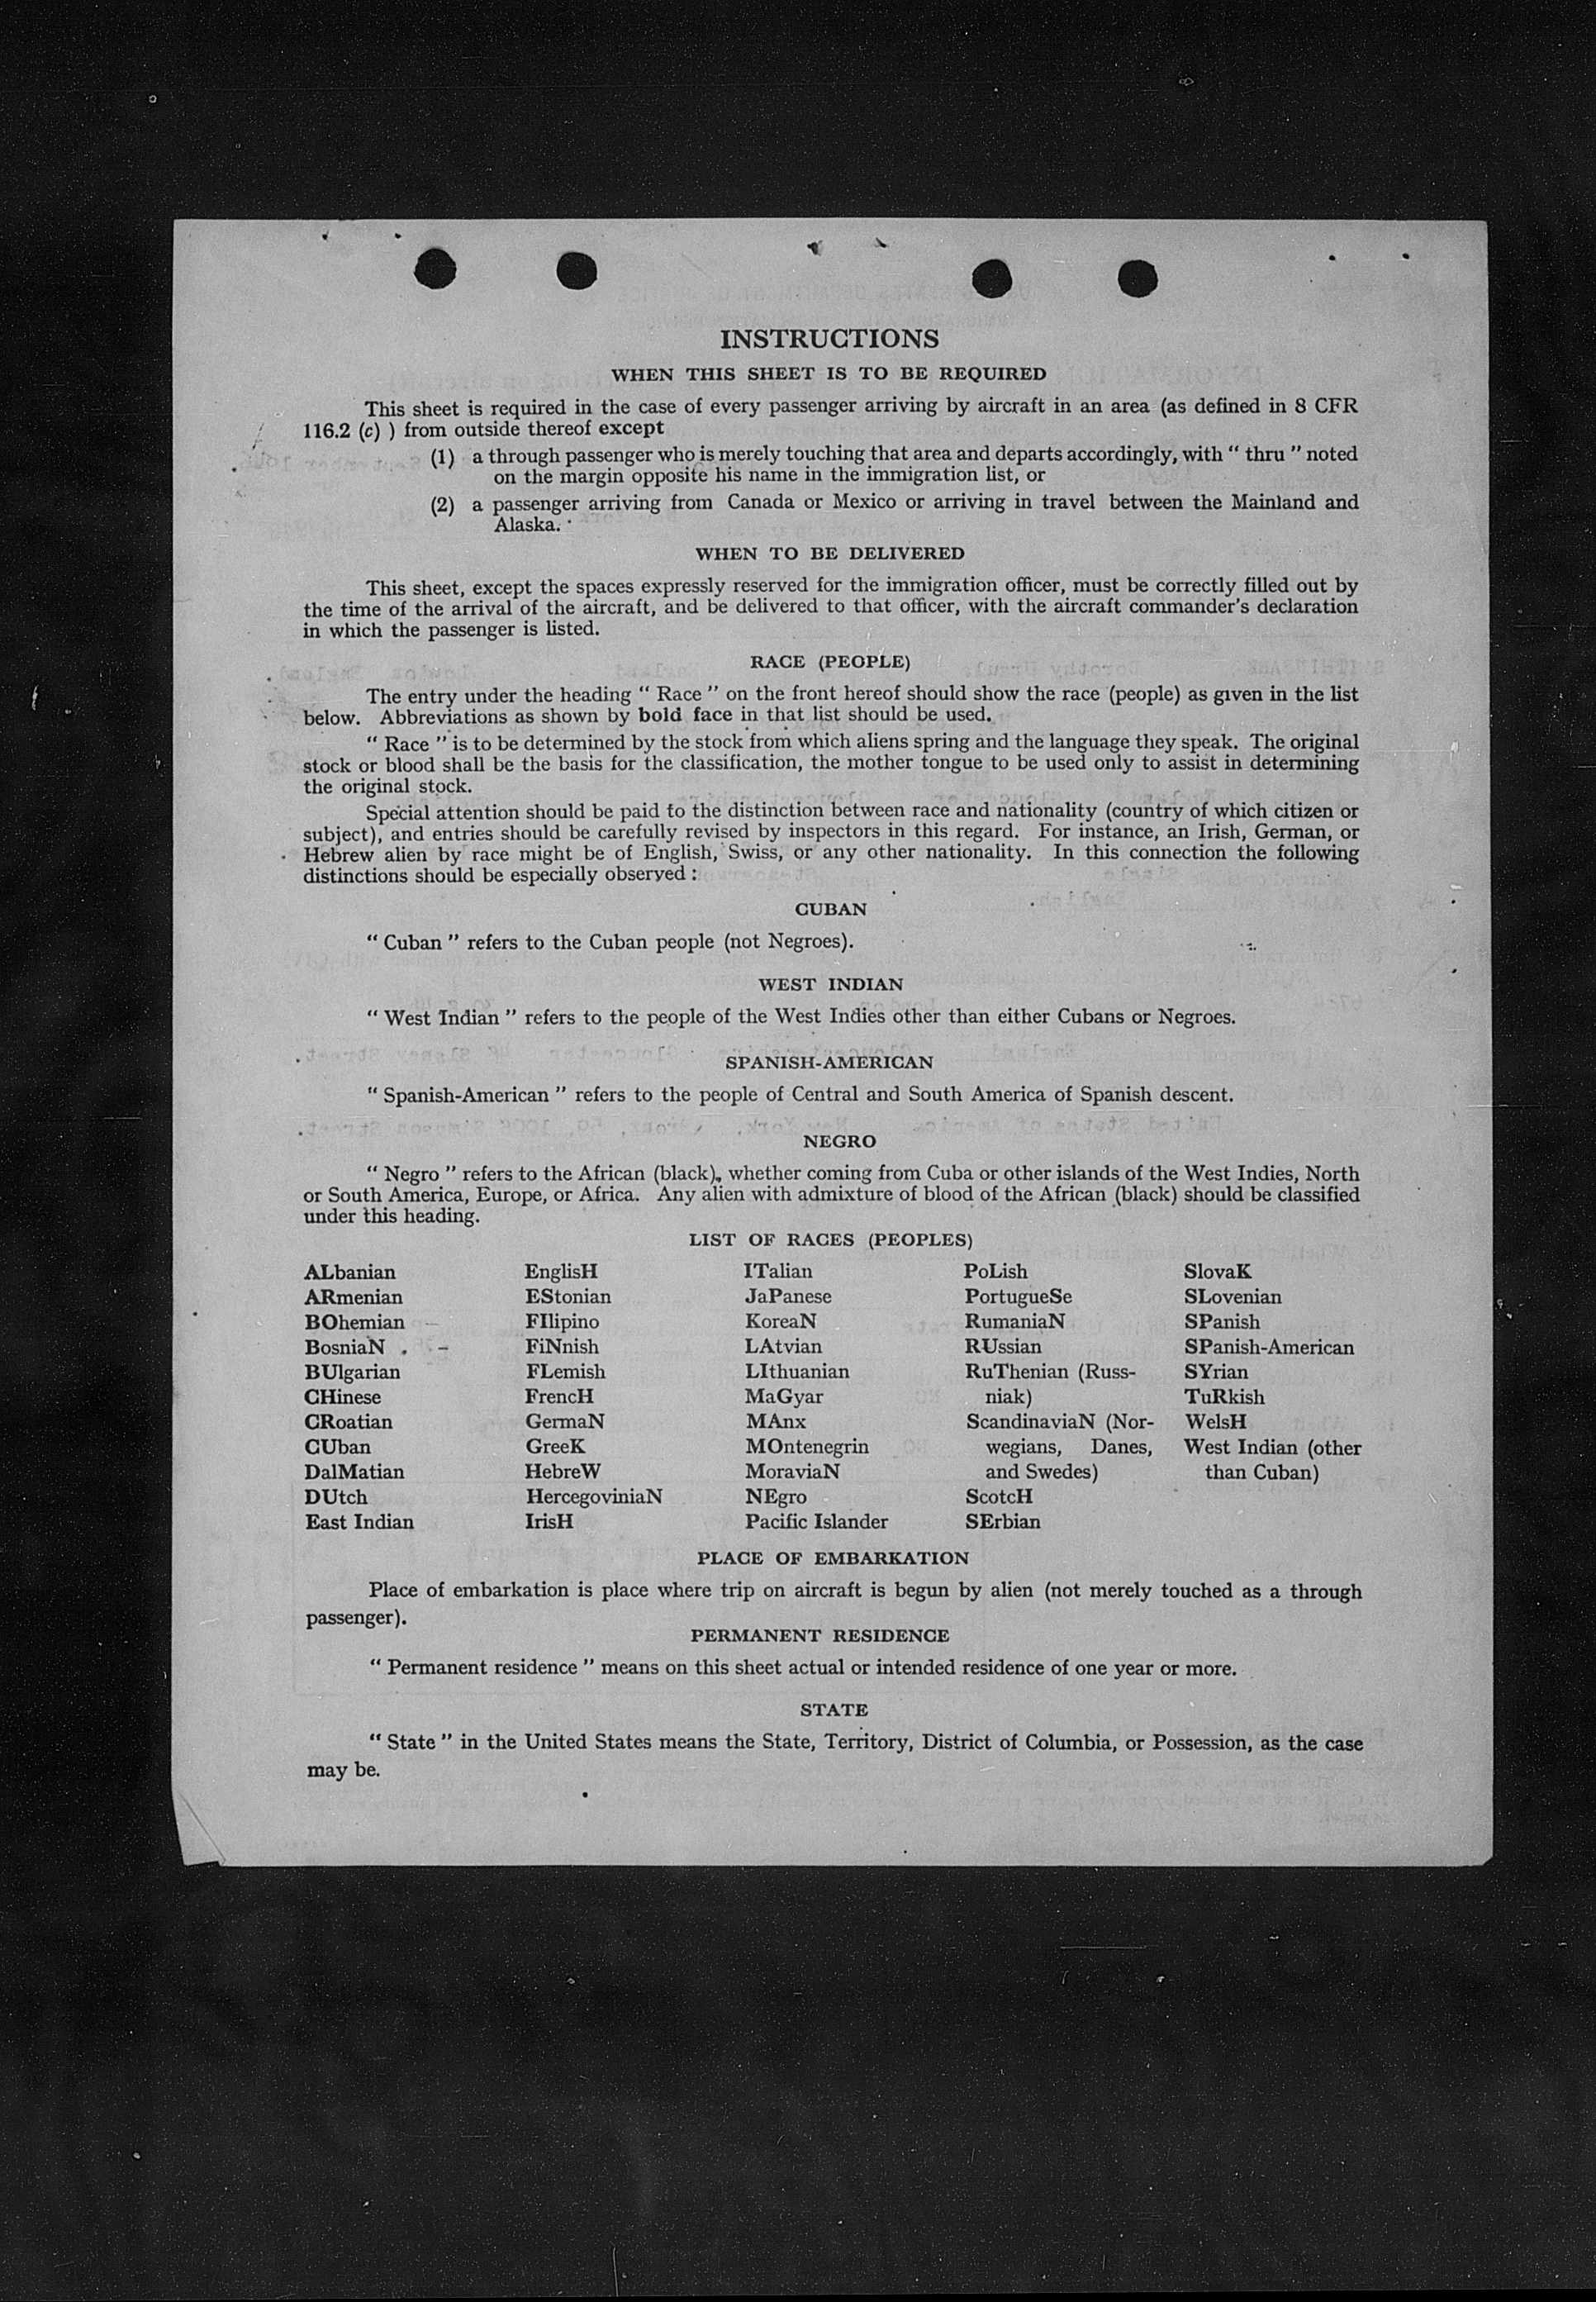 INSTRUCTIONS
WHEN THIS SHEET IS TO BE REQUIRED
This sheet is required in the case of every passenger arriving by aircraft in an area (as defined in 8 CFR
116.2 (c) ) from outside thereof except
(1) a through passenger who is merely touching that area and departs accordingly, with “ thru ” noted
on the margin opposite his name in the immigration list, or
(2) a passenger arriving from Canada or Mexico or arriving in travel between the Mainland and
Alaska.
WHEN TO BE DELIVERED
This sheet, except the spaces expressly reserved for the immigration officer, must be correctly filled out by
the time of the arrival of the aircraft, and be delivered to that officer, with the aircraft commander's declaration
in which the passenger is listed.
RACE (PEOPLE)
The entry under the heading “ Race ” on the front hereof should show the race (people) as given in the list
below. Abbreviations as shown by bold face in that list should be used.
“ Race ” is to be determined by the stock from which aliens spring and the language they speak. The original
stock or blood shall be the basis for the classification, the mother tongue to be used only to assist in determining
the original stock.
Special attention should be paid to the distinction between race and nationality (country of which citizen or
subject), and entries should be carefully revised by inspectors in this regard. For instance, an Irish, German, or
Hebrew alien by race might be of English, Swiss, or any other nationality. In this connection the following
distinctions should be especially observed :
CUBAN
“ Cuban ” refers to the Cuban people (not Negroes).
WEST INDIAN
“ West Indian ” refers to the people of the West Indies other than either Cubans or Negroes.
SPANISH-AMERICAN
“ Spanish-American ” refers to the people of Central and South America of Spanish descent.
NEGRO
“ Negro ” refers to the African (black), whether coming from Cuba or other islands of the West Indies, North
or South America, Europe, or Africa. Any alien with admixture of blood of the African (black) should be classified
under this heading.
LIST OF RACES (PEOPLES)
ALbanian EnglisH ITalian PoLish SlovaK
ARmenian EStonian JaPanese PortugueSe SLovenian
BOhemian FIlipino KoreaN RumaniaN SPanish
BosniaN FiNnish LAtvian RUssian SPanish-American
BUlgarian FLemish LIthuanian RuThenian (Russ- SYrian
CHinese FrencH MaGyar niak) TuRkish
CRoatian GermaN MAnx ScandinaviaN (Nor- WelsH
CUban GreeK MOntenegrin wegians, Danes, West Indian (other
DalMatian HebreW MoraviaN and Swedes) than Cuban)
DUtch HercegoviniaN NEgro ScotcH
East Indian IrisH Pacific Islander SErbian
PLACE OF EMBARKATION
Place of embarkation is place where trip on aircraft is begun by alien (not merely touched as a through
passenger).
PERMANENT RESIDENCE
“ Permanent residence ” means on this sheet actual or intended residence of one year or more.
STATE
“ State ” in the United States means the State, Territory, District of Columbia, or Possession, as the case
may be.